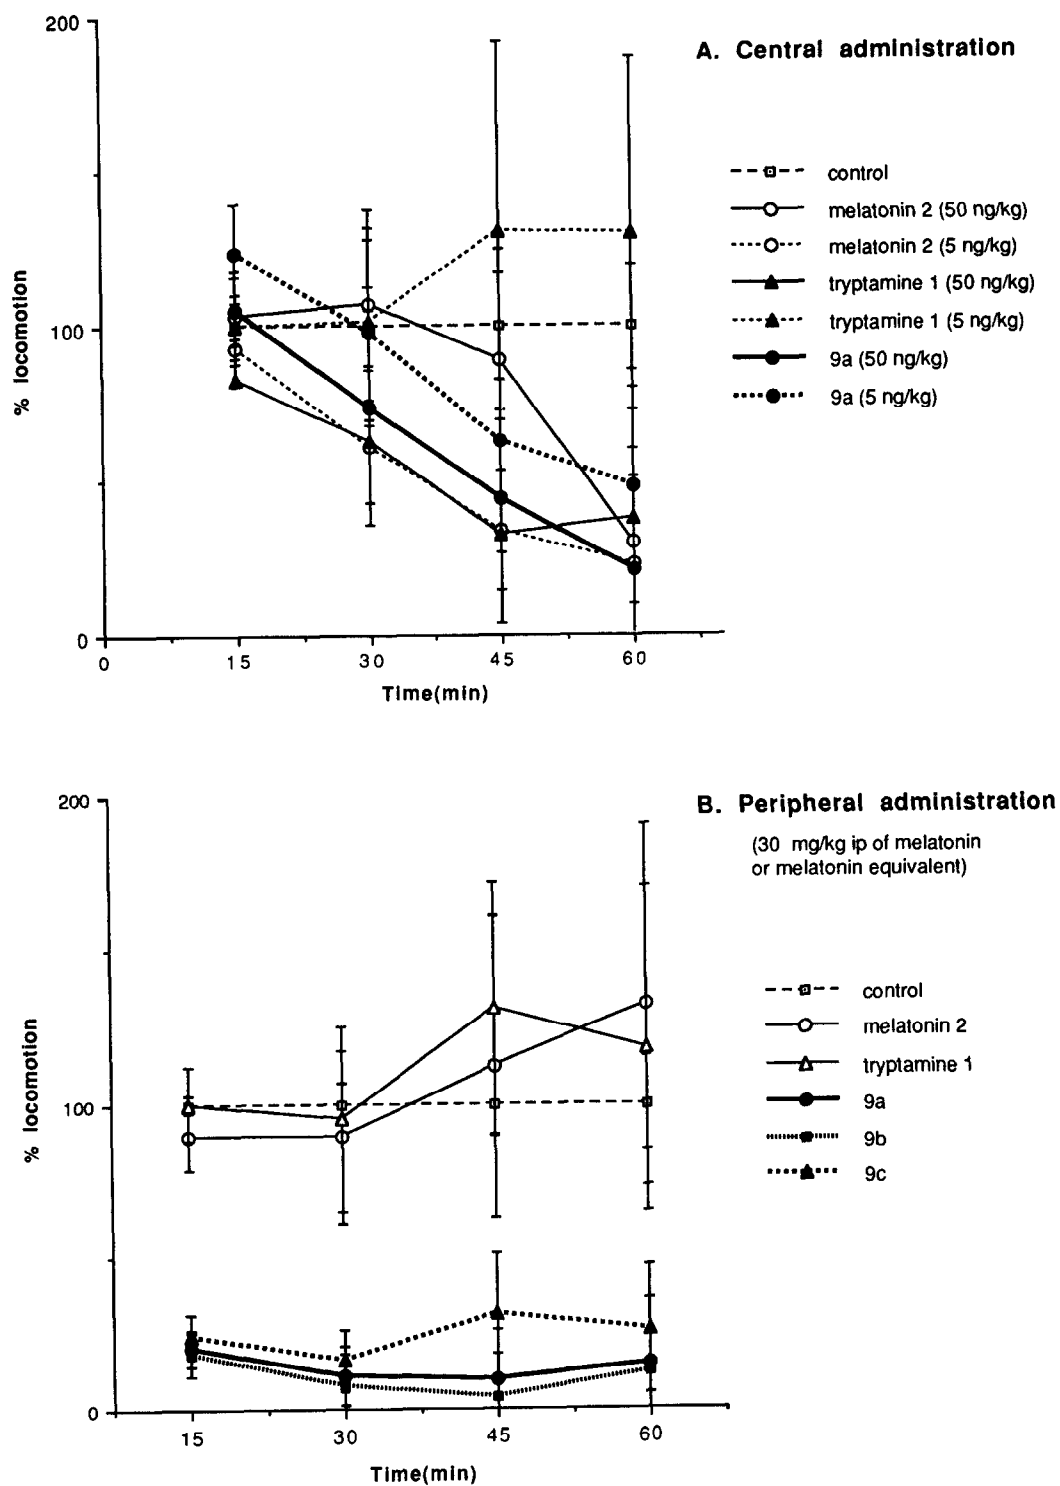 200
A. Central administration
control
melatonin 2 (50 ng/kg)
melatonin 2 (5 ng/kg)
tryptamine 1 (50 ng/kg)
tryptamine 1 (5 ng/kg)
9a (50 ng/kg)
9a (5 ng/kg)
% locomotion
100
0
0 15 30 45 60
Time(min)
200
B. Peripheral administration
(30 mg/kg ip of melatonin
or melatonin equivalent)
control
melatonin 2
tryptamine 1
9a
9b
9c
% locomotion
100
0
15 30 45 60
Time(min)